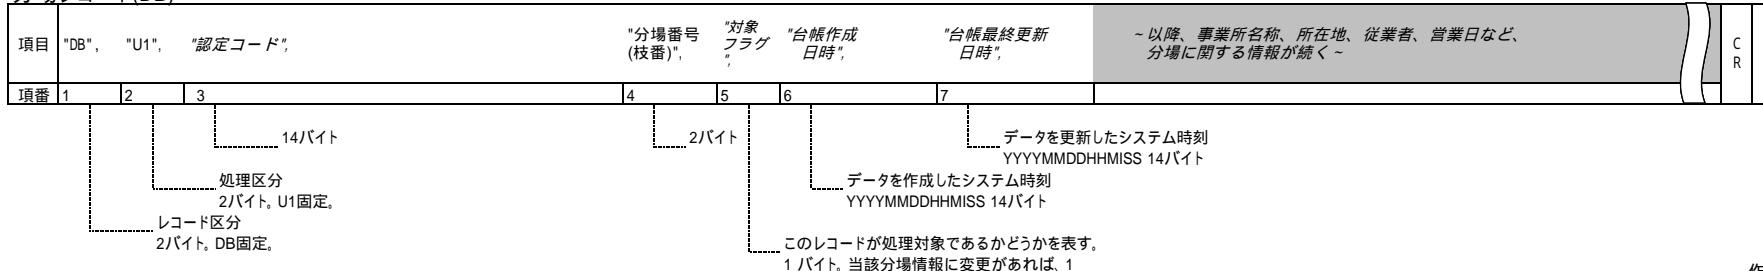 項目 "DB", "U1", "認定コード", "分場番号(枝番)", "対象フラグ", "台帳作成日時", "台帳最終更新日時", ~以降、事業所名称、所在地、従業者、営業日など、分場に関する情報が続く~ CR
項番 1 2 3 4 5 6 7
14バイト
2バイト
データを更新したシステム時刻
YYYYMMDDHHMISS 14バイト
処理区分
2バイト。U1固定。
データを作成したシステム時刻
YYYYMMDDHHMISS 14バイト
レコード区分
2バイト。DB固定。
このレコードが処理対象であるかどうかを表す。
1 バイト。当該分場情報に変更があれば、1